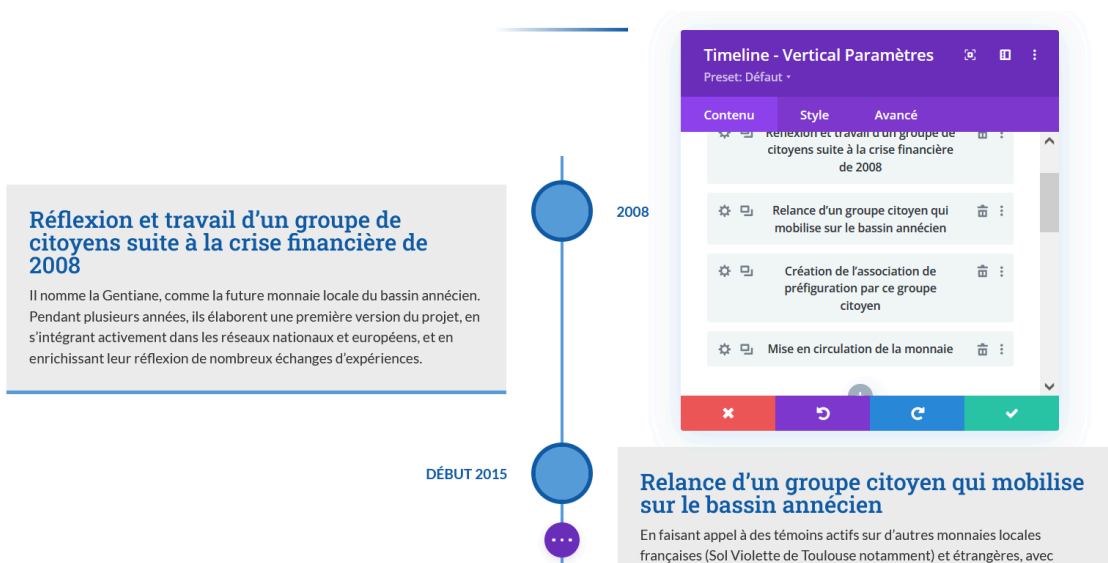 Timeline - Vertical Paramètres
Preset: Défaut
Contenu
Style
Avancé
Réflexion et travail d'un groupe de
citoyens suite à la crise financière
de 2008
Relance d'un groupe citoyen qui
mobilise sur le bassin annécien
Création de l'association de
préfiguration par ce groupe
citoyen
Mise en circulation de la monnaie
Réflexion et travail d'un groupe de
citoyens suite à la crise financière de
2008
Il nomme la Gentiane, comme la future monnaie locale du bassin annécien.
Pendant plusieurs années, ils élaborent une première version du projet, en
s'intégrant activement dans les réseaux nationaux et européens, et en
enrichissant leur réflexion de nombreux échanges d'expériences.
2008
DÉBUT 2015
Relance d'un groupe citoyen qui mobilise
sur le bassin annécien
En faisant appel à des témoins actifs sur d'autres monnaies locales
françaises (Sol Violette de Toulouse notamment) et étrangères, avec